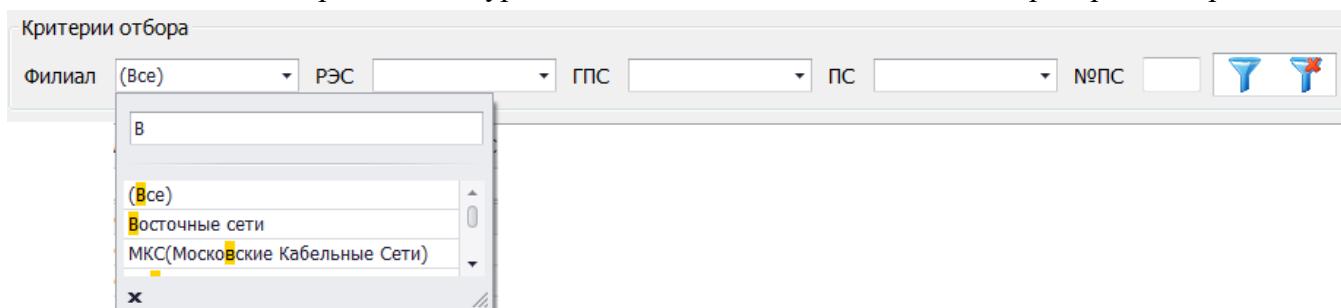 Критерии отбора
Филиал (Все) РЭС ГПС ПС №ПС
В
(Все)
Восточные сети
МКС(Московские Кабельные Сети)
x